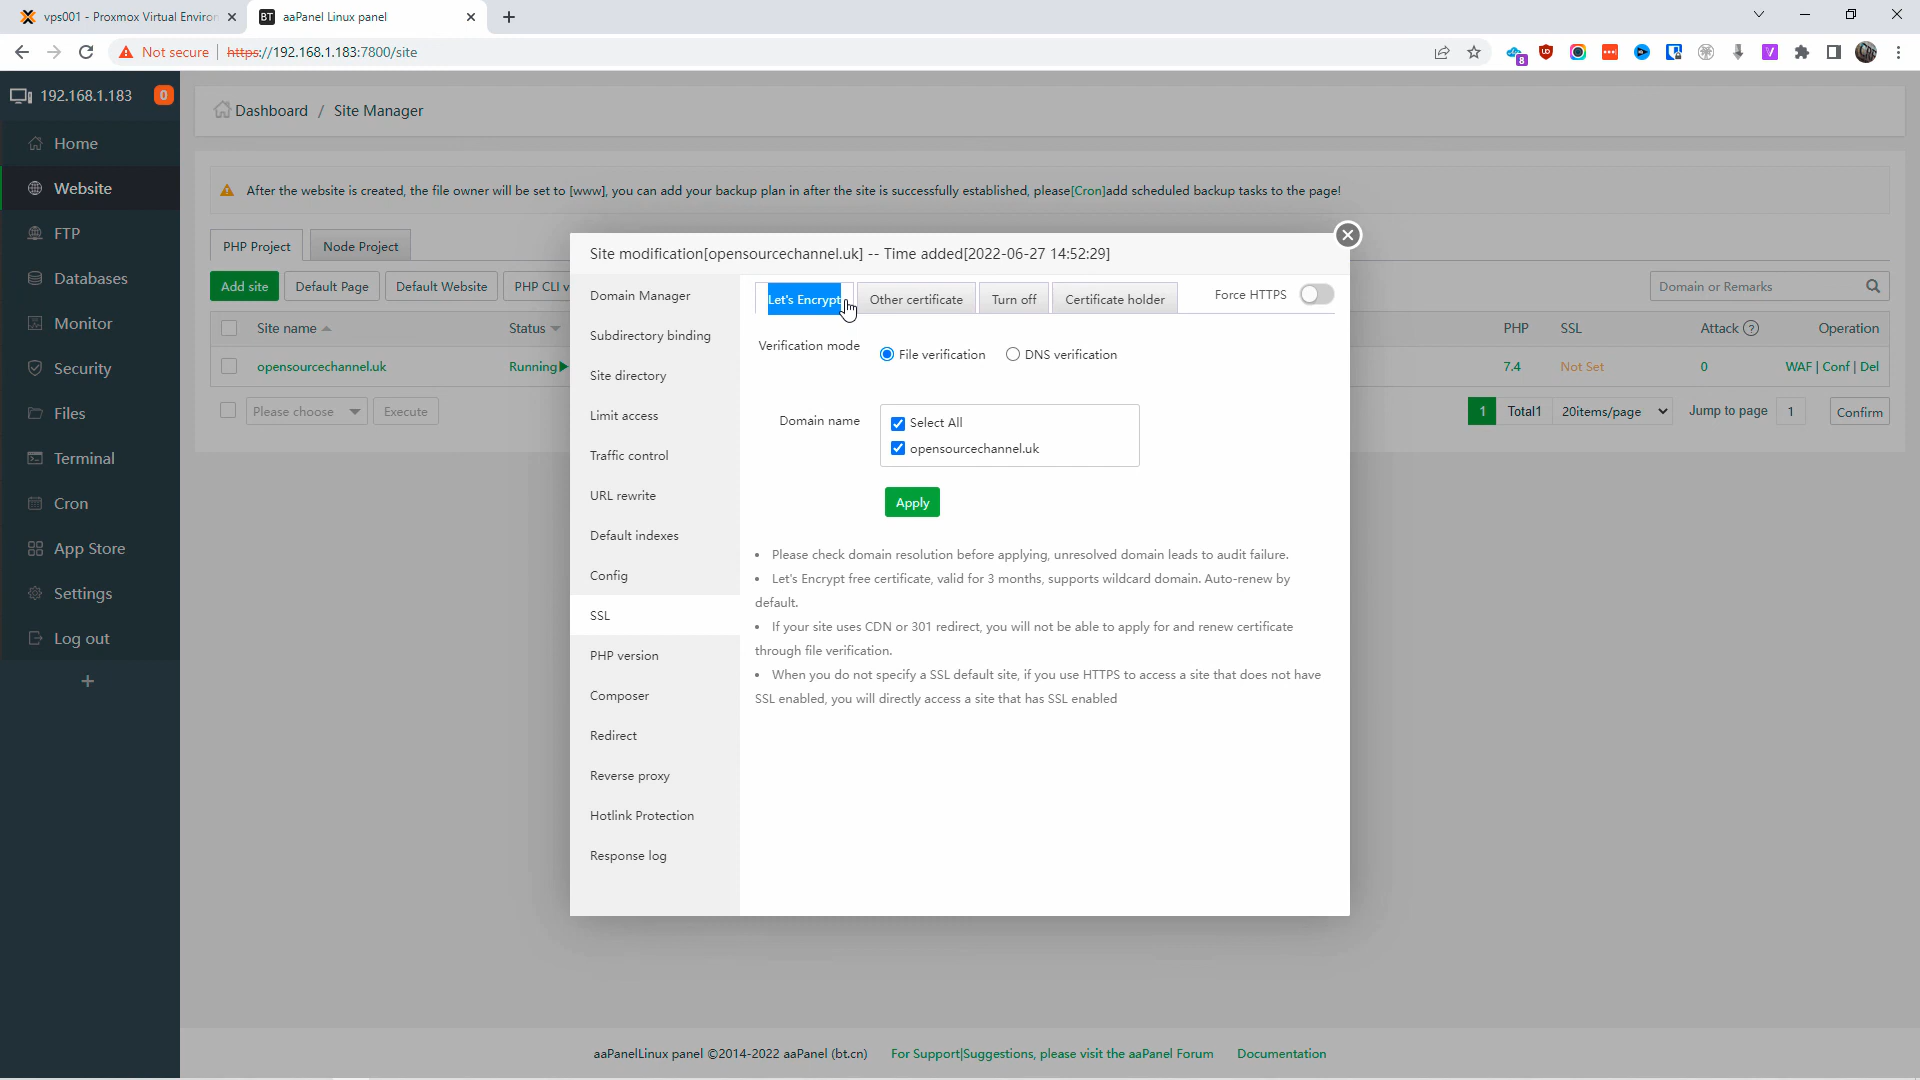 vps001 - Proxmox Virtual Environ
BT aaPanel Linux panel
Not secure https://192.168.1.183:7800/site
8
192.168.1.183 0
Home
Website
FTP
Databases
Monitor
Security
Files
Terminal
Cron
App Store
Settings
Log out
Dashboard / Site Manager
After the website is created, the file owner will be set to [www], you can add your backup plan in after the site is successfully established, please[Cron]add scheduled backup tasks to the page!
PHP Project Node Project
Add site Default Page Default Website PHP CLI v
Domain or Remarks
Site name Status PHP SSL Attack ? Operation
opensourcechannel.uk Running 7.4 Not Set 0 WAF | Conf | Del
Please choose Execute 1 Total1 20items/page Jump to page 1 Confirm
Site modification[opensourcechannel.uk] -- Time added[2022-06-27 14:52:29]
Domain Manager
Subdirectory binding
Site directory
Limit access
Traffic control
URL rewrite
Default indexes
Config
SSL
PHP version
Composer
Redirect
Reverse proxy
Hotlink Protection
Response log
Let's Encrypt Other certificate Turn off Certificate holder Force HTTPS
Verification mode File verification DNS verification
Domain name Select All
opensourcechannel.uk
Apply
• Please check domain resolution before applying, unresolved domain leads to audit failure.
• Let's Encrypt free certificate, valid for 3 months, supports wildcard domain. Auto-renew by
default.
• If your site uses CDN or 301 redirect, you will not be able to apply for and renew certificate
through file verification.
• When you do not specify a SSL default site, if you use HTTPS to access a site that does not have
SSL enabled, you will directly access a site that has SSL enabled
aaPanelLinux panel ©2014-2022 aaPanel (bt.cn) For Support|Suggestions, please visit the aaPanel Forum Documentation